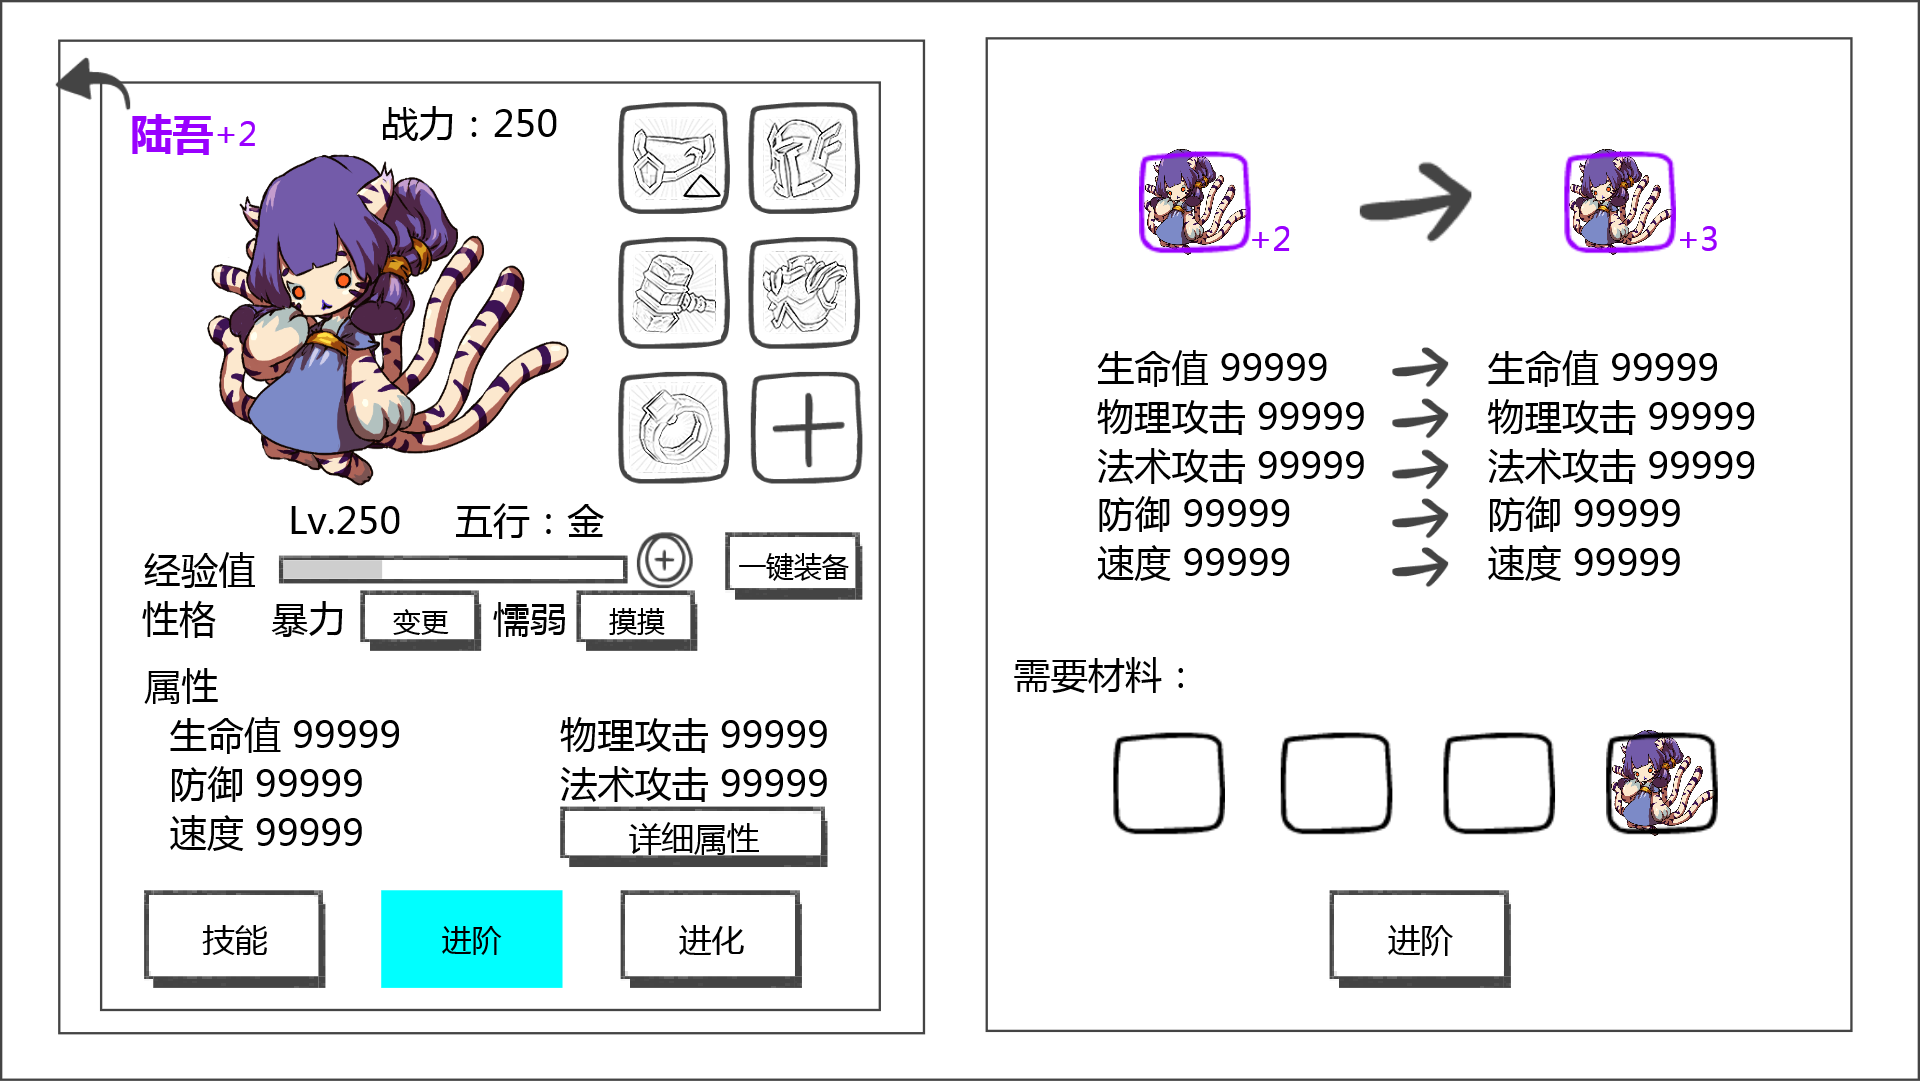 陆吾+2
战力：250
Lv.250 五行：金
经验值
一键装备
性格 暴力 变更 懦弱 摸摸
属性
生命值 99999 物理攻击 99999
防御 99999 法术攻击 99999
速度 99999 详细属性
技能 进阶 进化
+2 +3
生命值 99999 生命值 99999
物理攻击 99999 物理攻击 99999
法术攻击 99999 法术攻击 99999
防御 99999 防御 99999
速度 99999 速度 99999
需要材料：
进阶